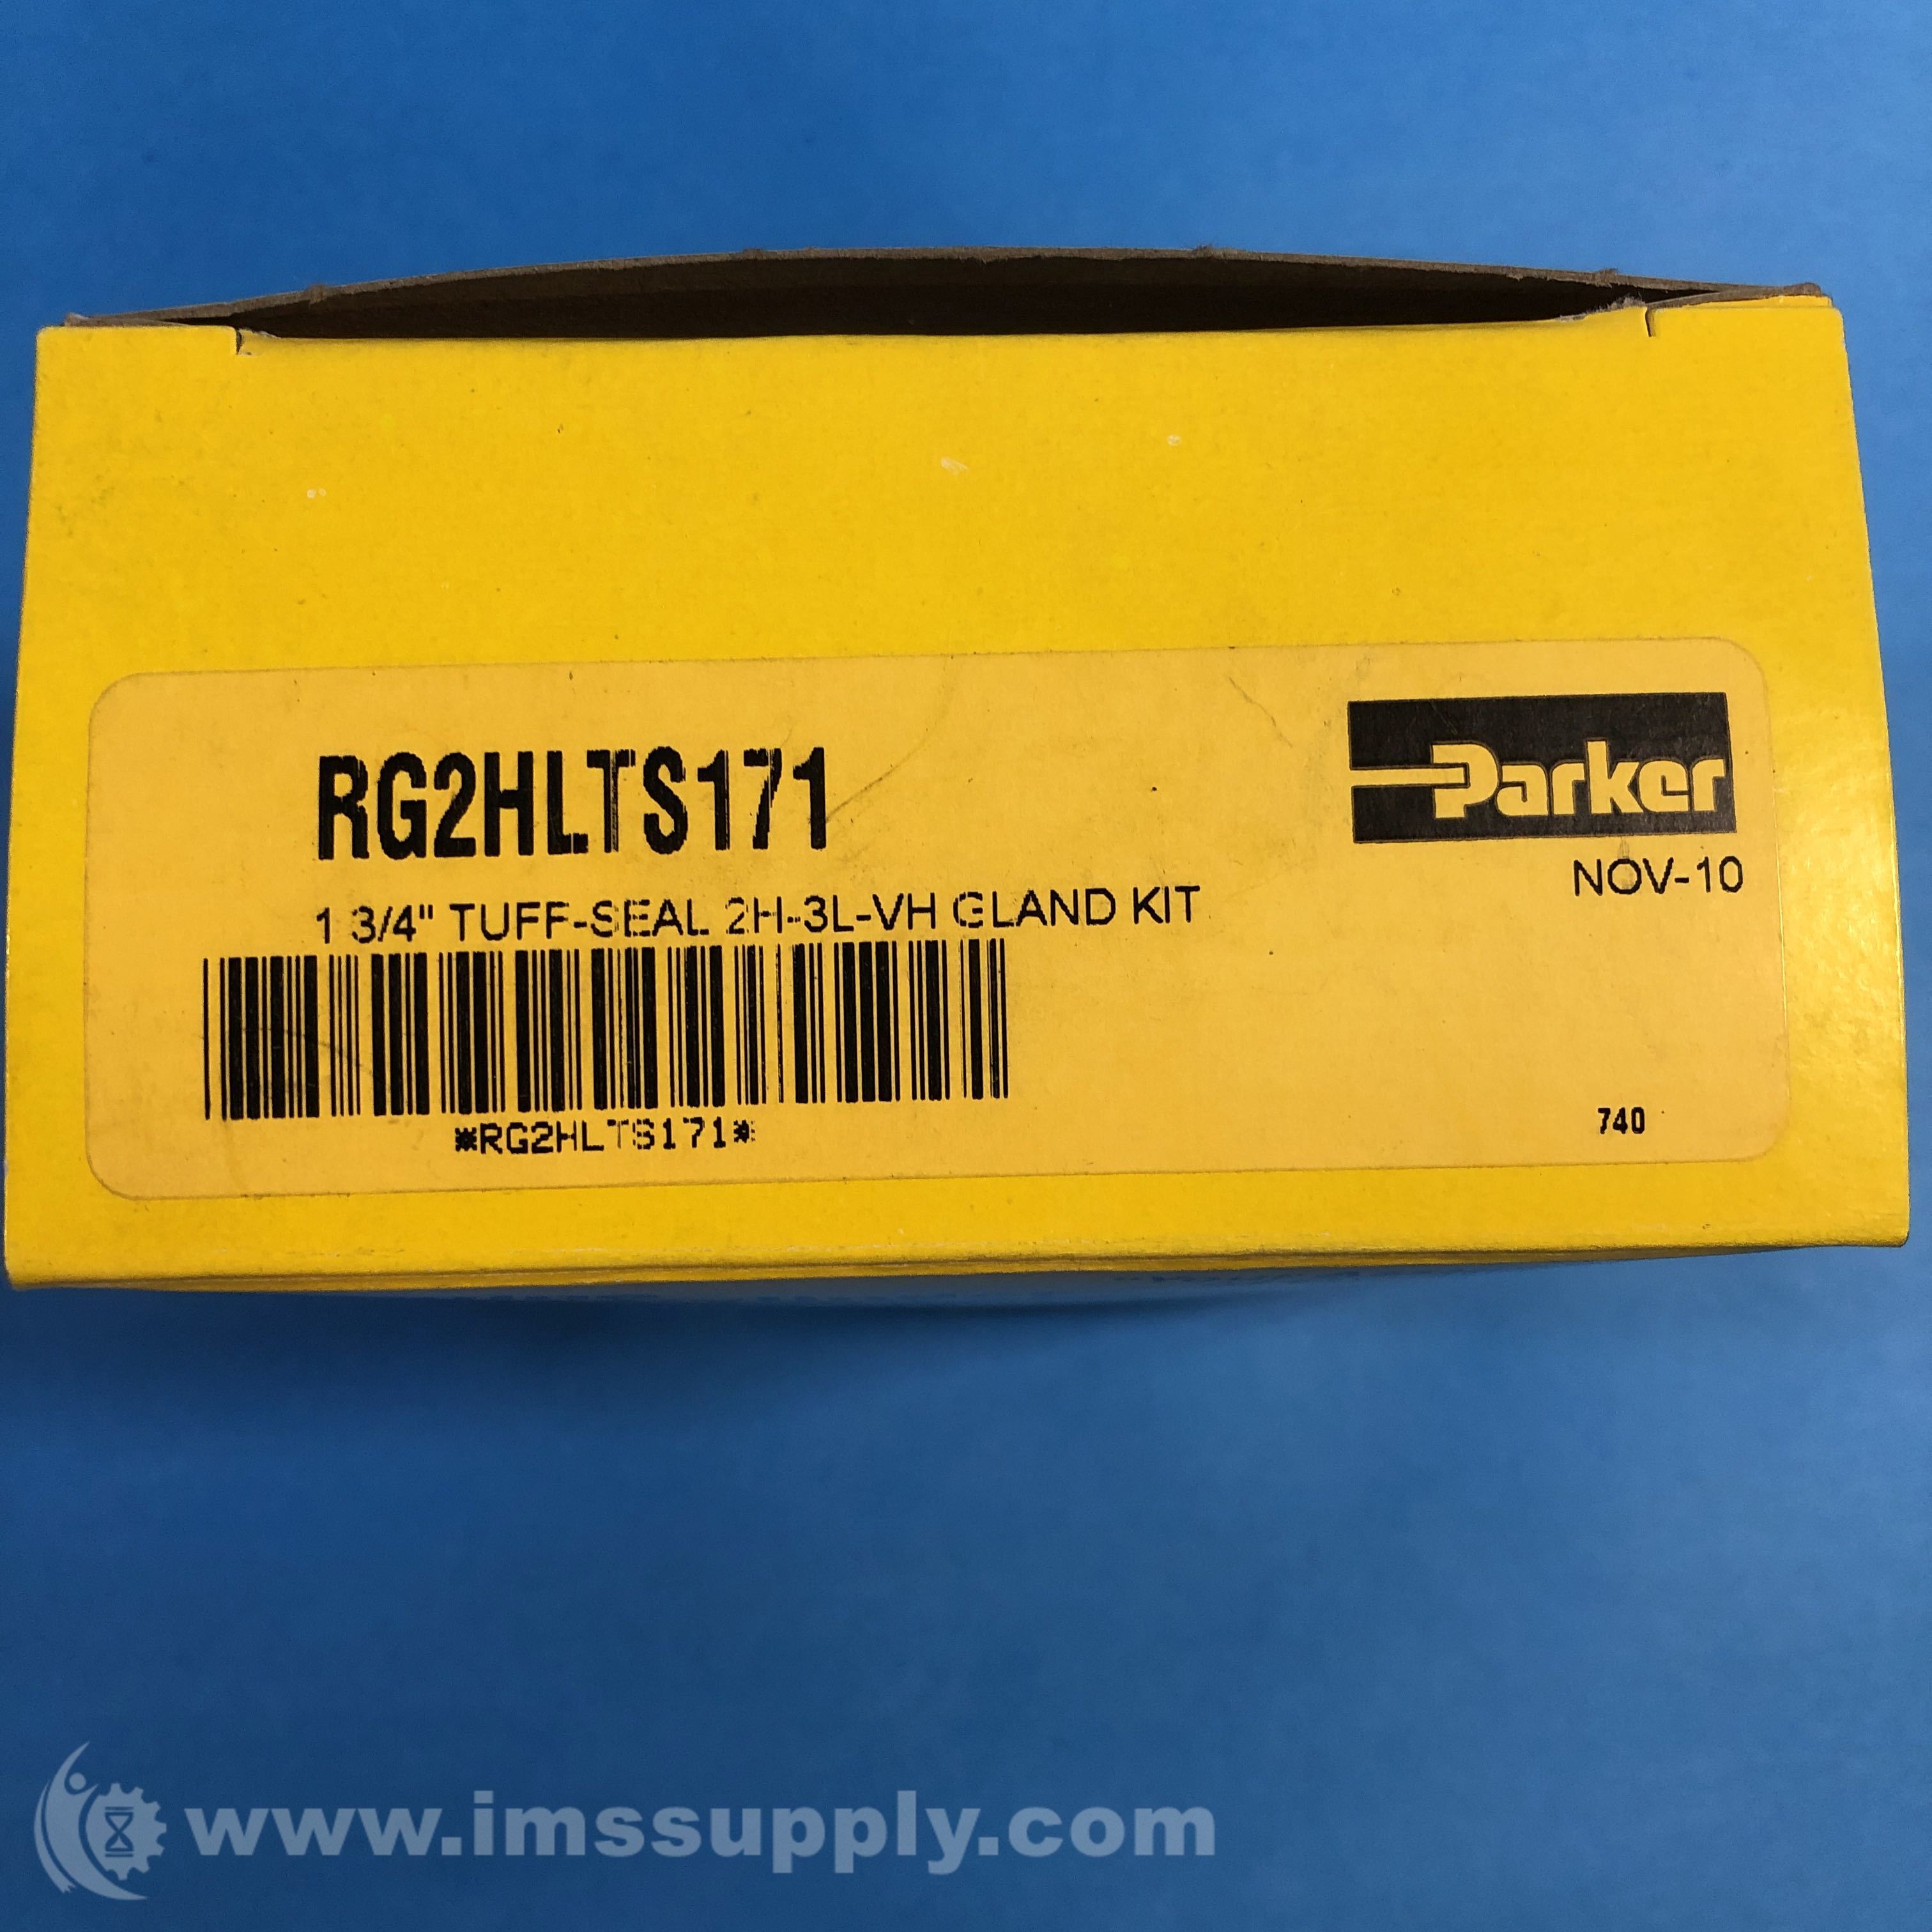 RG2HLTS171
Parker
NOV-10
1 3/4" TUFF-SEAL 2H-3L-VH GLAND KIT
*RG2HLTS171*
740
www.imssupply.com